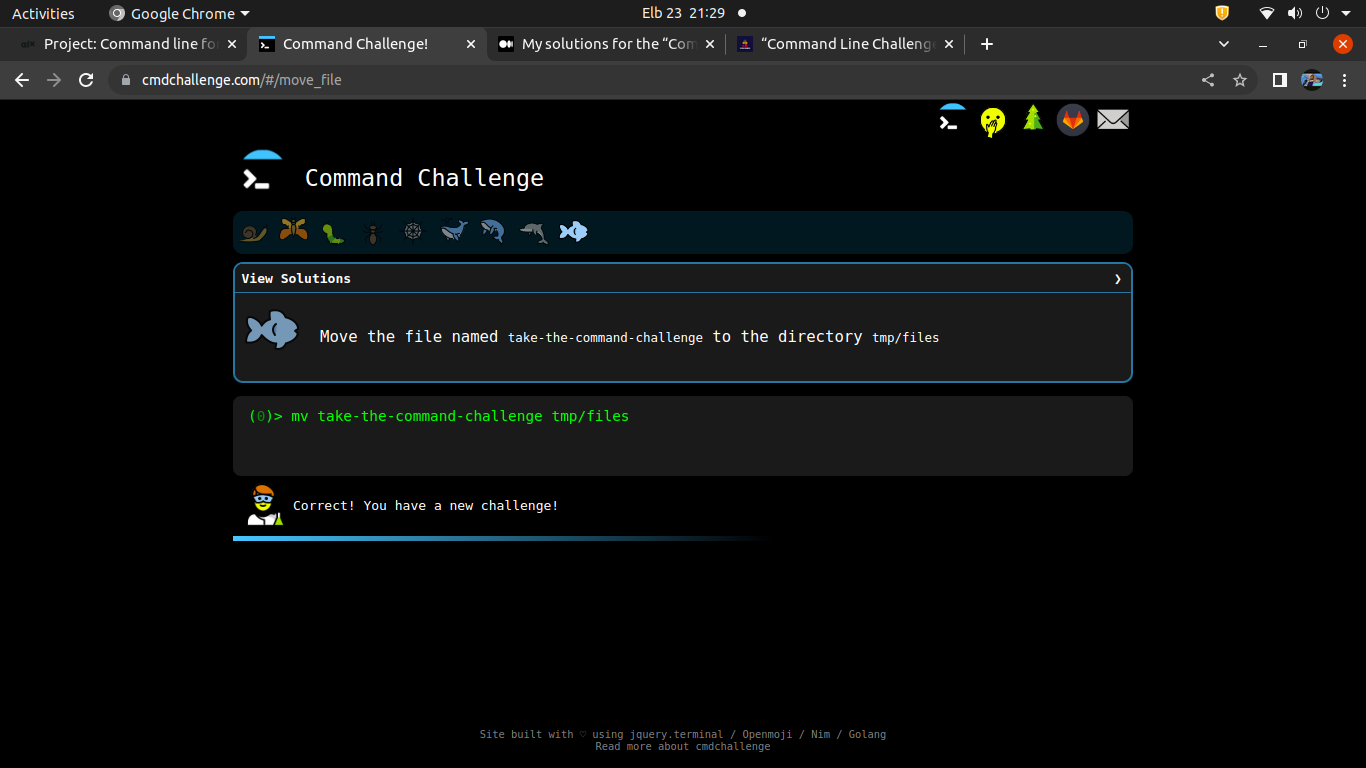 Activities
Google Chrome
Elb 23 21:29
Project: Command line fo
Command Challenge!
My solutions for the “Com
“Command Line Challeng
cmdchallenge.com/#/move_file
Command Challenge
View Solutions
Move the file named take-the-command-challenge to the directory tmp/files
(0)> mv take-the-command-challenge tmp/files
Correct! You have a new challenge!
Site built with ♡ using jquery.terminal / Openmoji / Nim / Golang
Read more about cmdchallenge